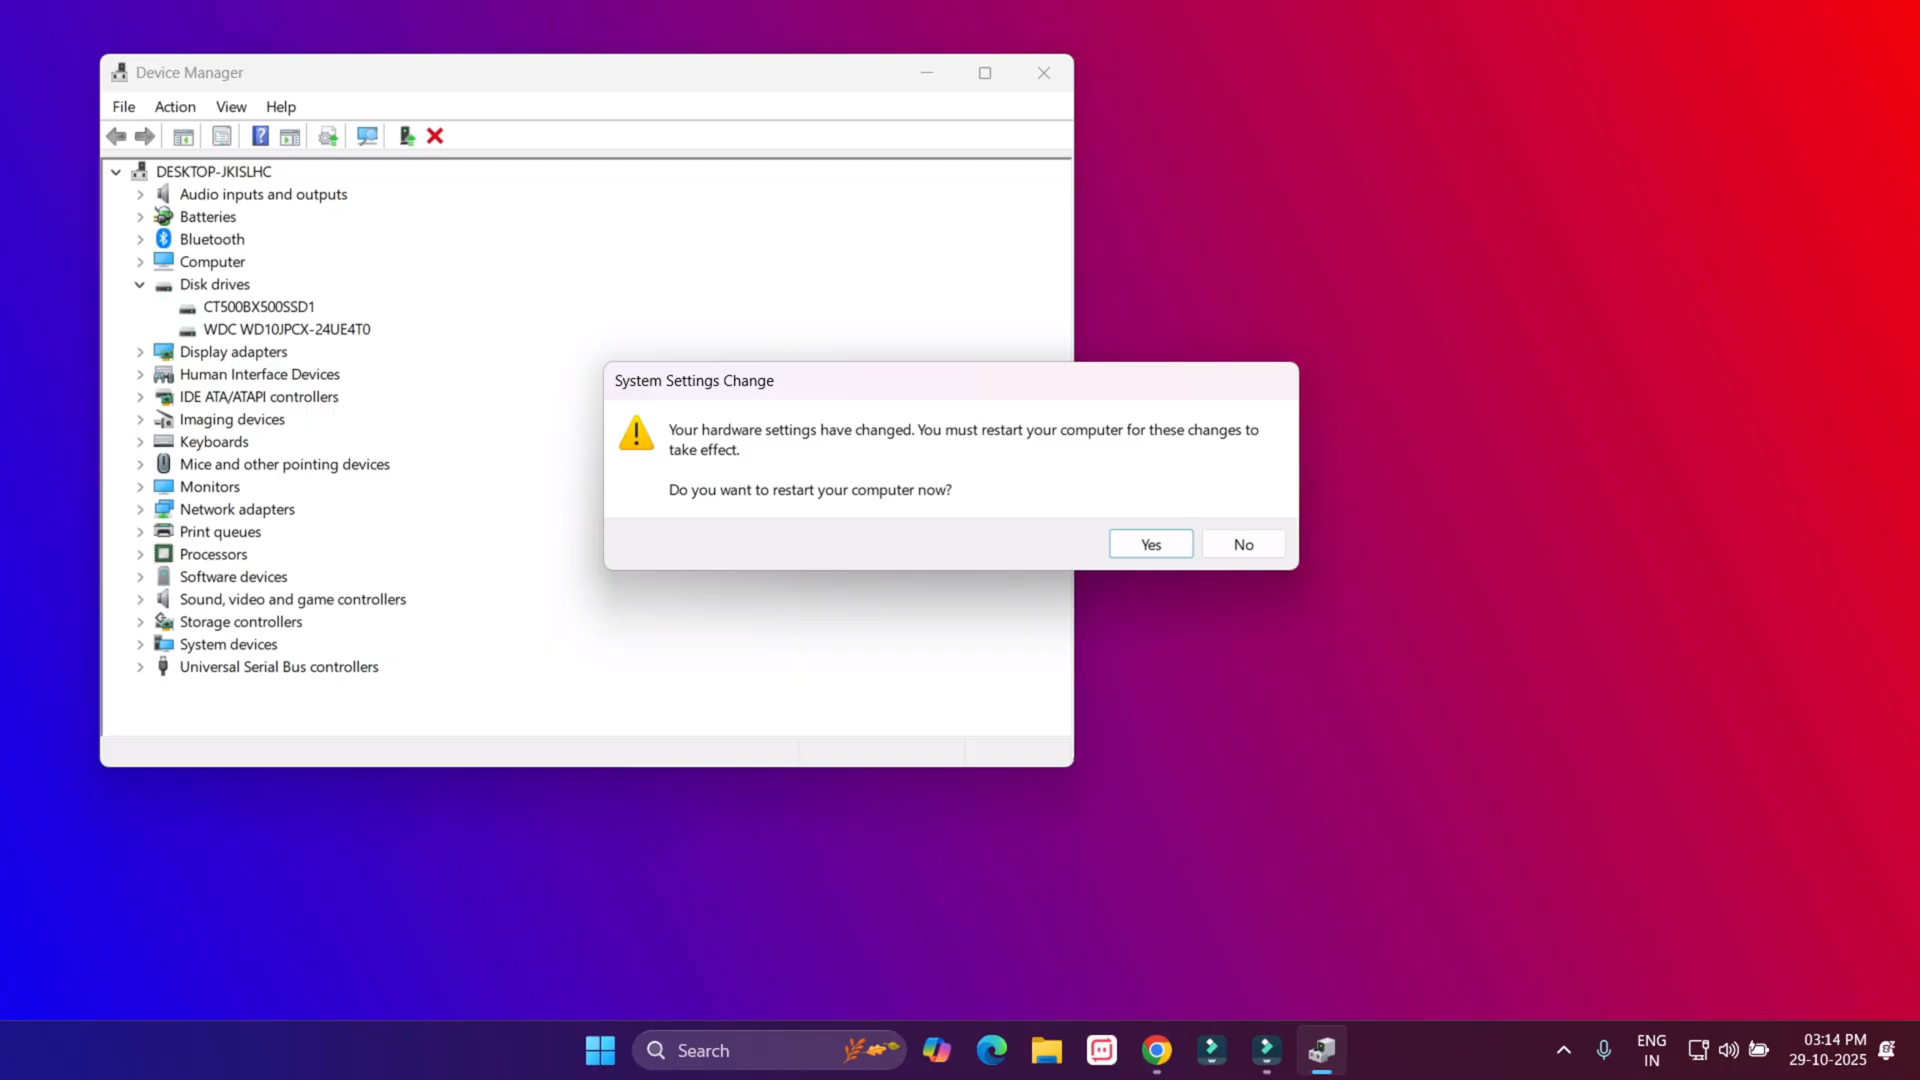 Device Manager
File Action View Help
DESKTOP-JKISLHC
Audio inputs and outputs
Batteries
Bluetooth
Computer
Disk drives
CT500BX500SSD1
WDC WD10JPCX-24UE4T0
Display adapters
Human Interface Devices
IDE ATA/ATAPI controllers
Imaging devices
Keyboards
Mice and other pointing devices
Monitors
Network adapters
Print queues
Processors
Software devices
Sound, video and game controllers
Storage controllers
System devices
Universal Serial Bus controllers
System Settings Change
Your hardware settings have changed. You must restart your computer for these changes to
take effect.
Do you want to restart your computer now?
Yes No
Search
ENG
IN
03:14 PM
29-10-2025